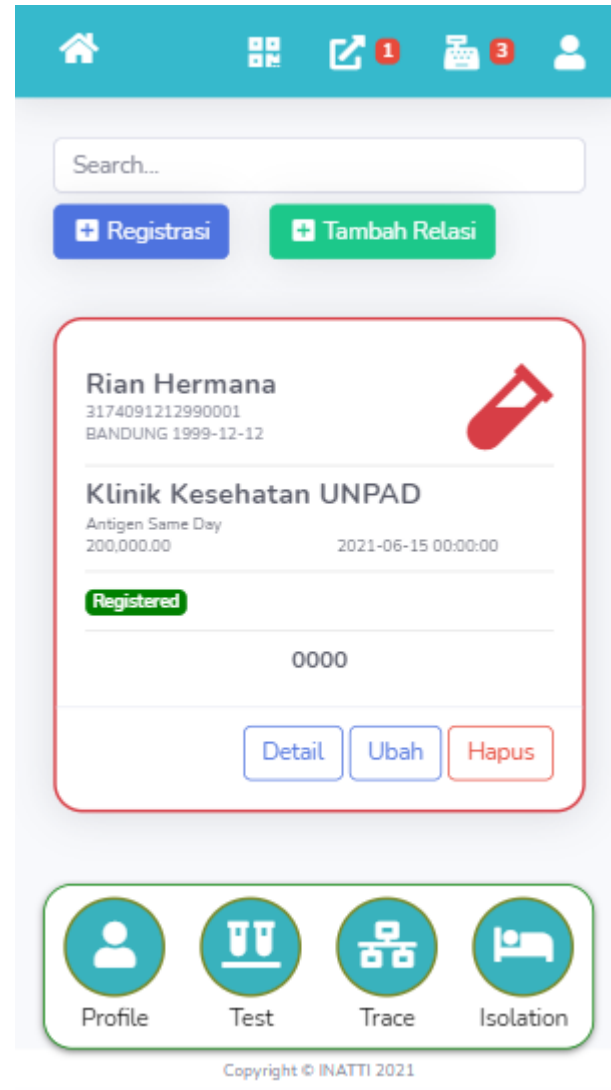 1
3
Search...
Registrasi
Tambah Relasi
Rian Hermana
3174091212990001
BANDUNG 1999-12-12
Klinik Kesehatan UNPAD
Antigen Same Day
200,000.00 2021-06-15 00:00:00
Registered
0000
Detail Ubah Hapus
Profile Test Trace Isolation
Copyright © INATTI 2021